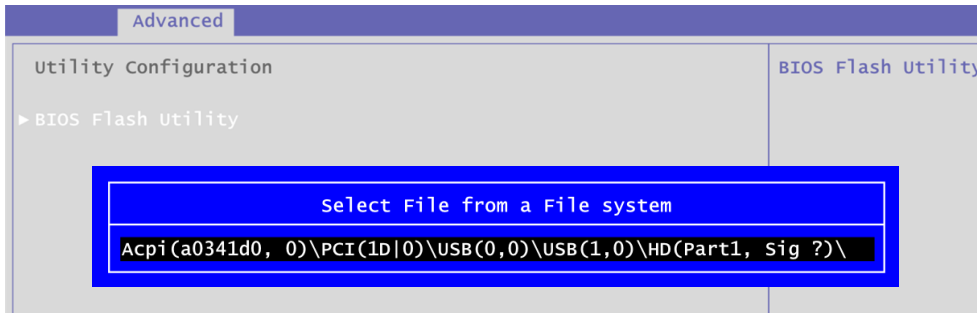 Advanced
Utility Configuration
BIOS Flash Utility
BIOS Flash Utility
Select File from a File system
Acpi(a0341d0, 0)\PCI(1D|0)\USB(0,0)\USB(1,0)\HD(Part1, Sig ?)\